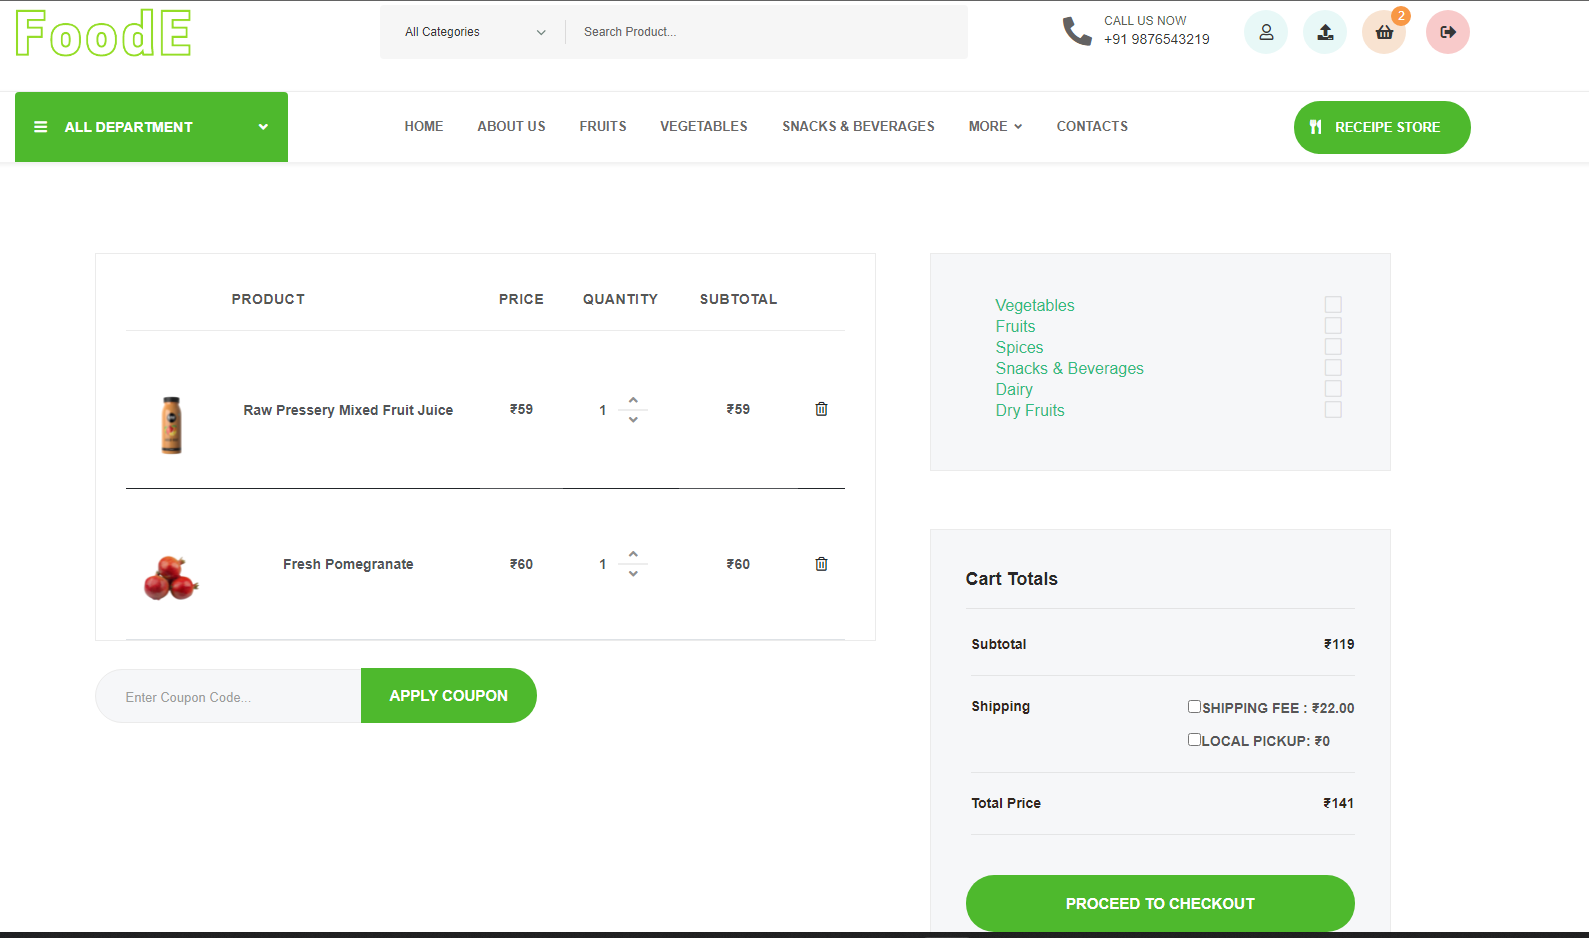 FoodE
All Categories
Search Product...
CALL US NOW
+91 9876543219
2
ALL DEPARTMENT
HOME
ABOUT US
FRUITS
VEGETABLES
SNACKS & BEVERAGES
MORE
CONTACTS
RECEIPE STORE
PRODUCT PRICE QUANTITY SUBTOTAL
Raw Pressery Mixed Fruit Juice ₹59 1 ₹59
Fresh Pomegranate ₹60 1 ₹60
Enter Coupon Code...
APPLY COUPON
Vegetables
Fruits
Spices
Snacks & Beverages
Dairy
Dry Fruits
Cart Totals
Subtotal ₹119
Shipping SHIPPING FEE : ₹22.00
LOCAL PICKUP: ₹0
Total Price ₹141
PROCEED TO CHECKOUT